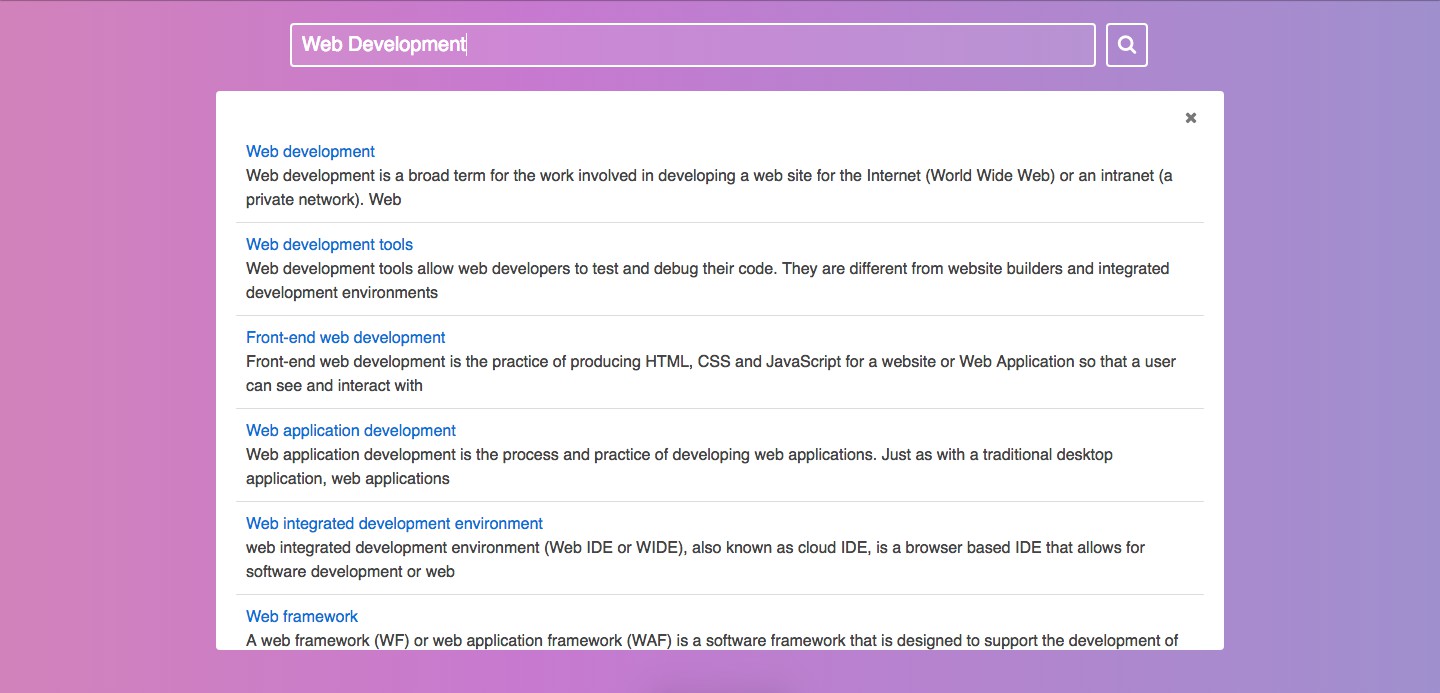 Web Development
Web development
Web development is a broad term for the work involved in developing a web site for the Internet (World Wide Web) or an intranet (a
private network). Web
Web development tools
Web development tools allow web developers to test and debug their code. They are different from website builders and integrated
development environments
Front-end web development
Front-end web development is the practice of producing HTML, CSS and JavaScript for a website or Web Application so that a user
can see and interact with
Web application development
Web application development is the process and practice of developing web applications. Just as with a traditional desktop
application, web applications
Web integrated development environment
web integrated development environment (Web IDE or WIDE), also known as cloud IDE, is a browser based IDE that allows for
software development or web
Web framework
A web framework (WF) or web application framework (WAF) is a software framework that is designed to support the development of